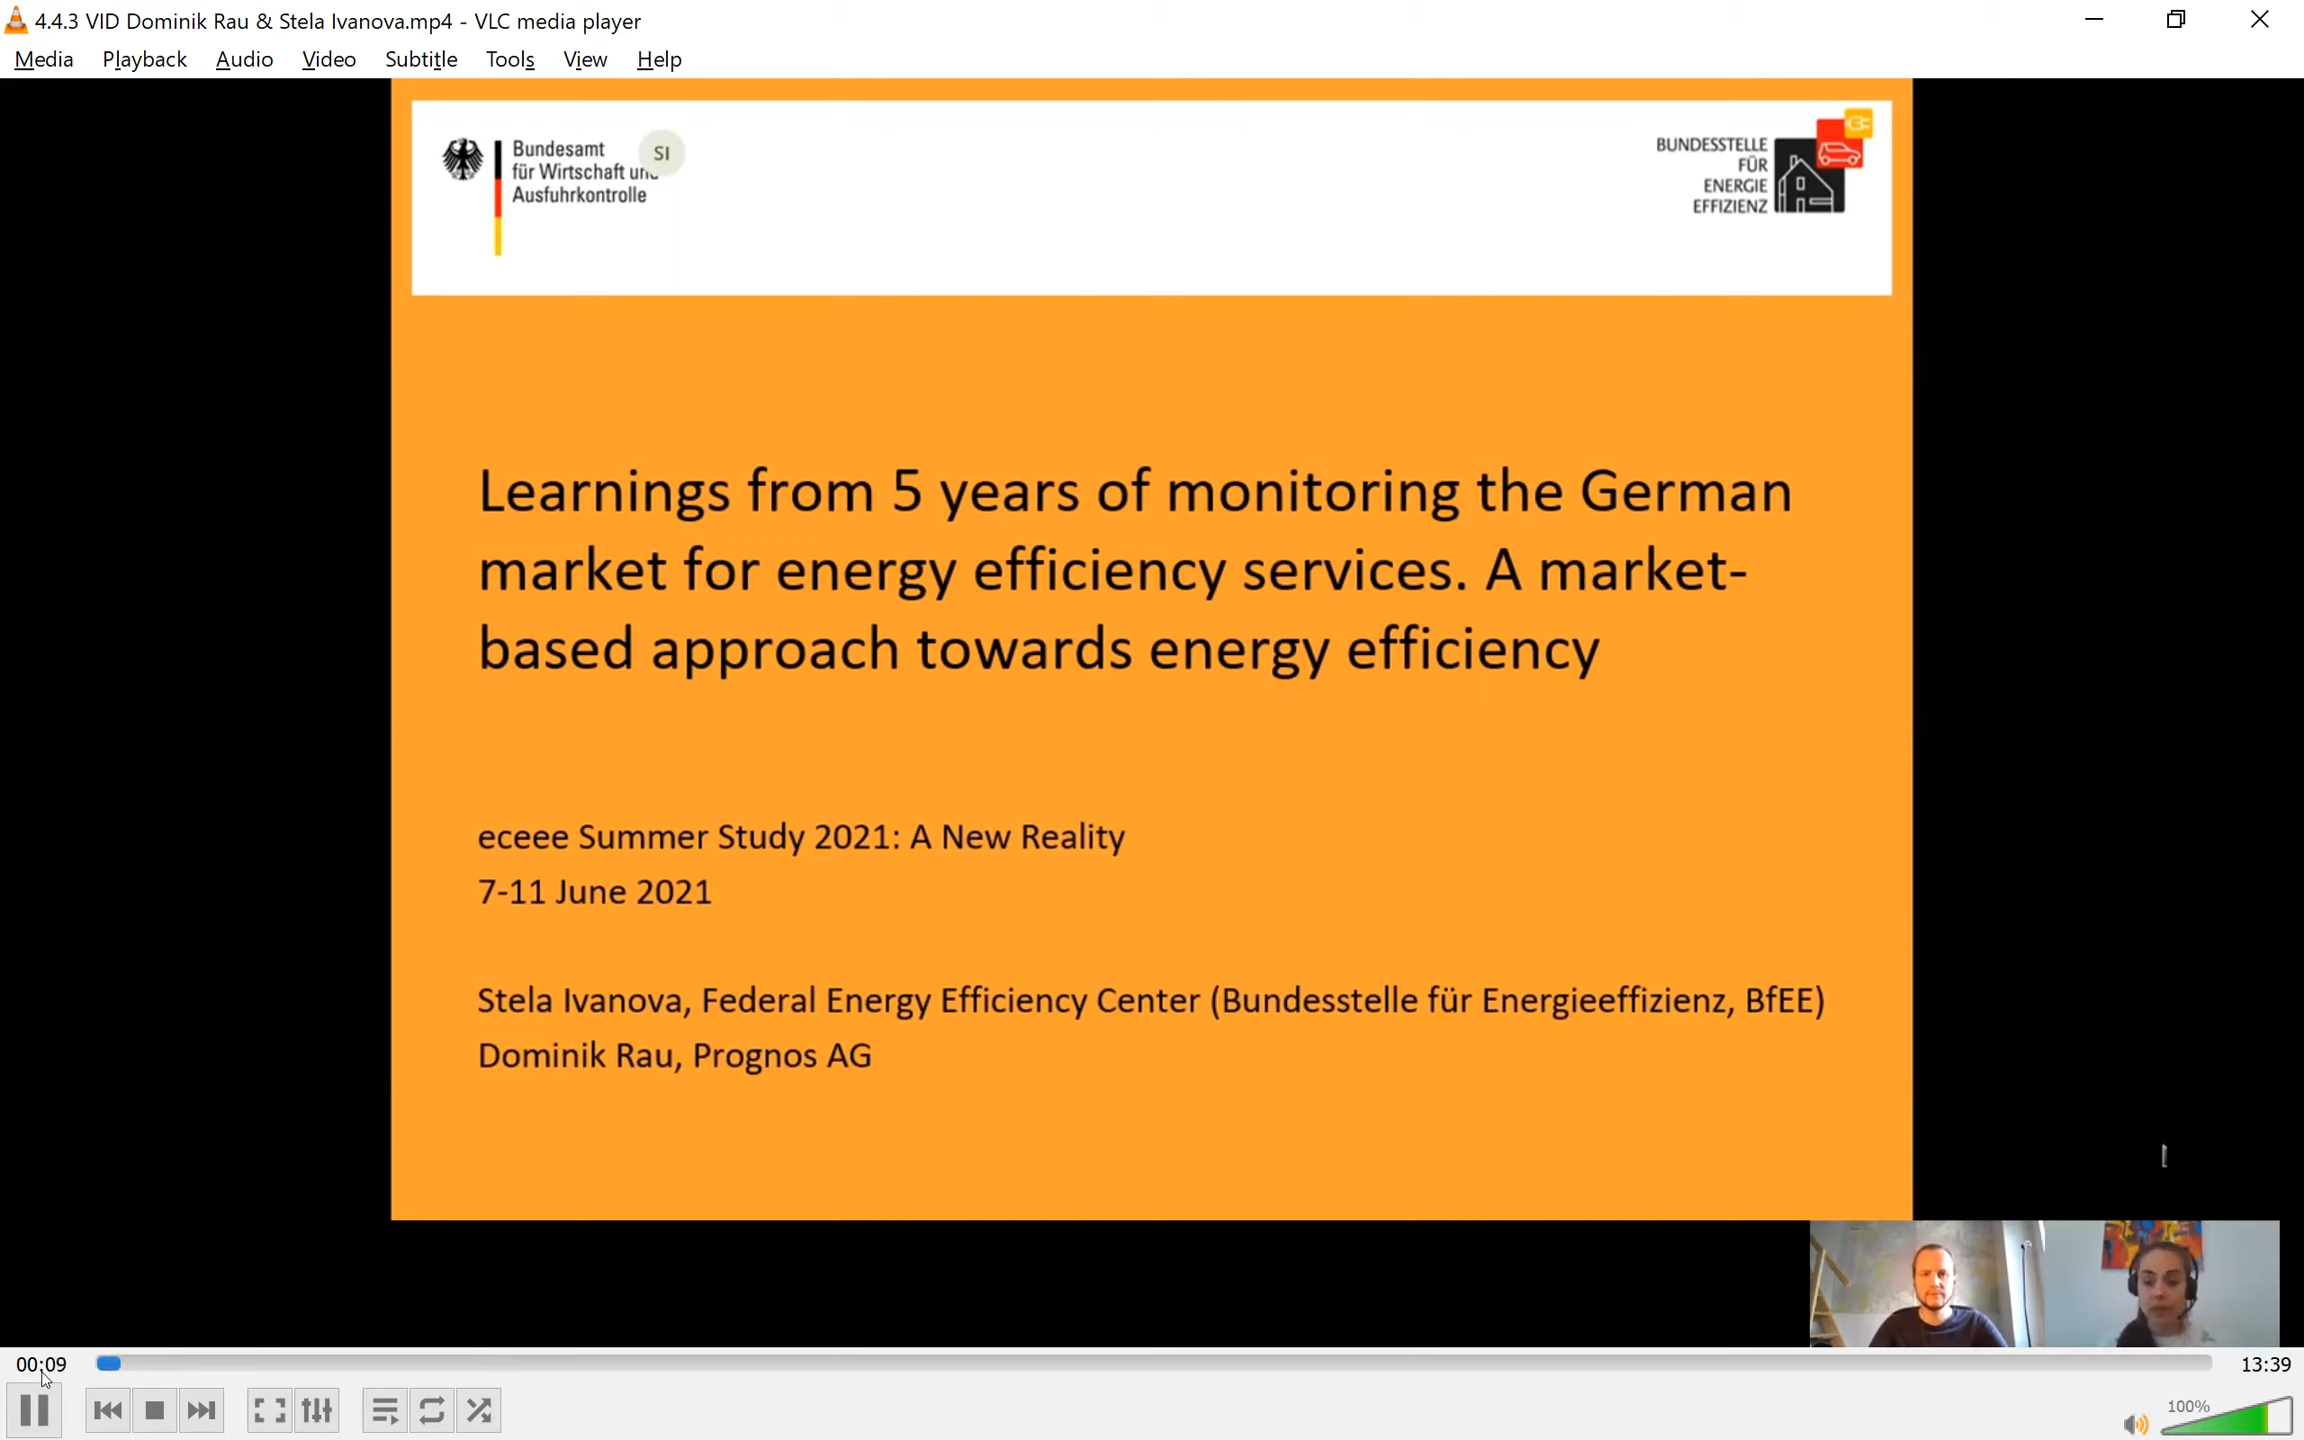 4.4.3 VID Dominik Rau & Stela Ivanova.mp4 - VLC media player
Media Playback Audio Video Subtitle Tools View Help
Bundesamt
für Wirtschaft und
Ausfuhrkontrolle
SI
BUNDESSTELLE
FÜR
ENERGIE
EFFIZIENZ
Learnings from 5 years of monitoring the German
market for energy efficiency services. A market-
based approach towards energy efficiency
eceee Summer Study 2021: A New Reality
7-11 June 2021
Stela Ivanova, Federal Energy Efficiency Center (Bundesstelle für Energieeffizienz, BfEE)
Dominik Rau, Prognos AG
00:09
13:39
100%